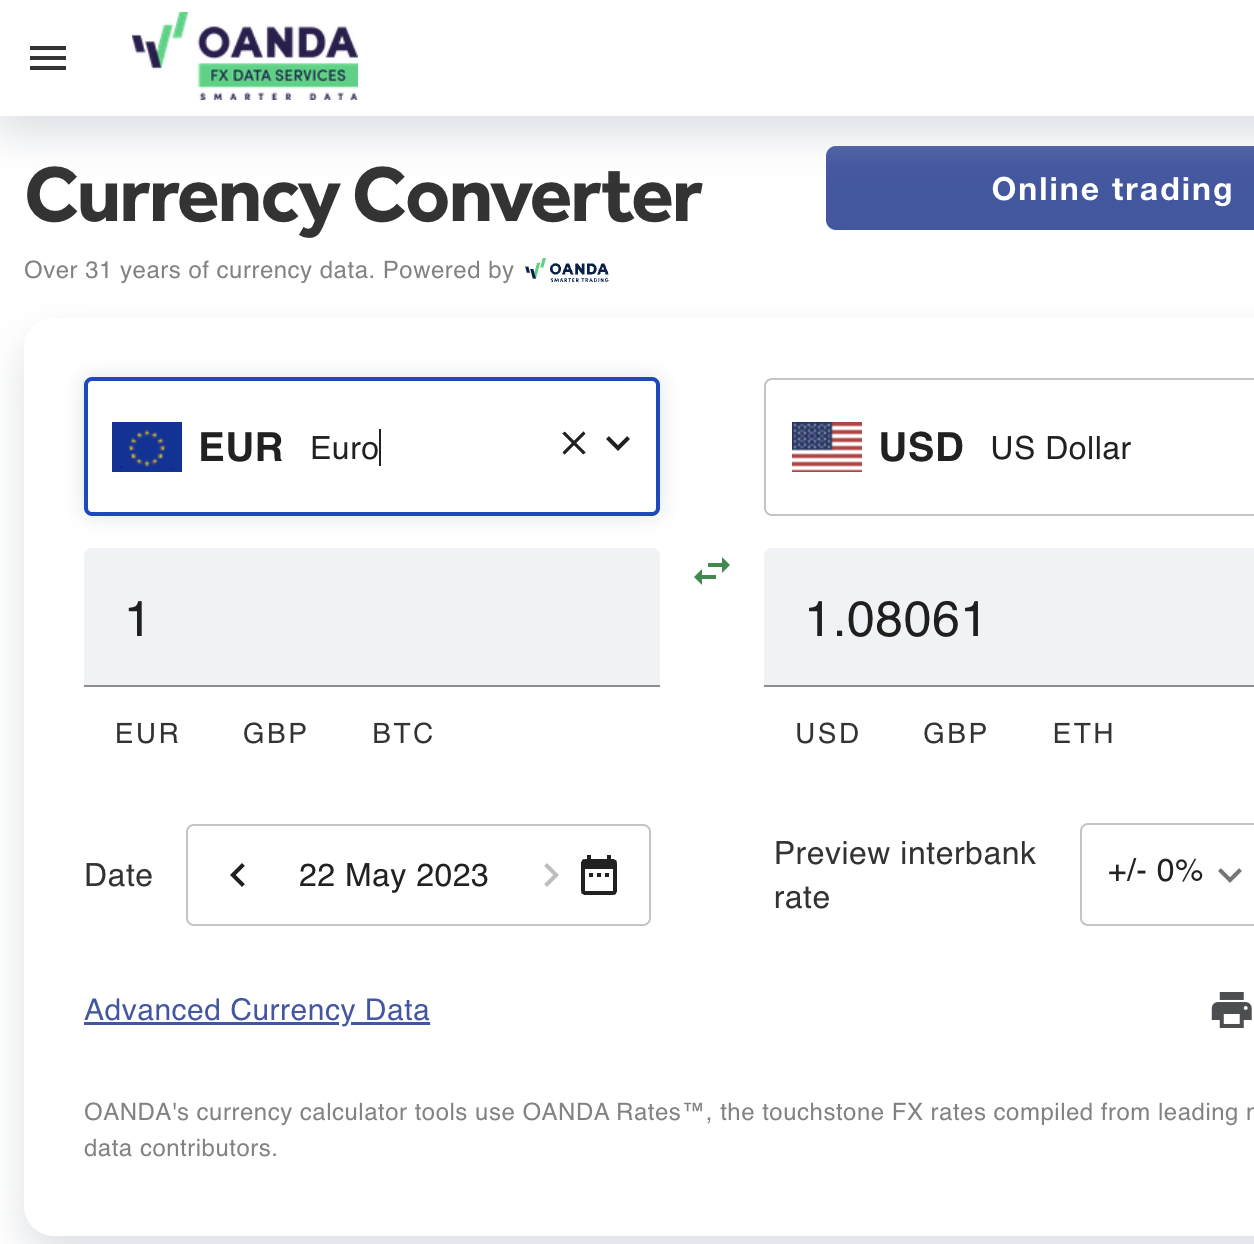 OANDA
FX DATA SERVICES
SMARTER DATA
Currency Converter
Online trading
Over 31 years of currency data. Powered by OANDA
SMARTER TRADING
EUR Euro
USD US Dollar
1
1.08061
EUR GBP BTC
USD GBP ETH
Date 22 May 2023
Preview interbank
rate
+/- 0%
Advanced Currency Data
OANDA's currency calculator tools use OANDA Rates™, the touchstone FX rates compiled from leading
data contributors.